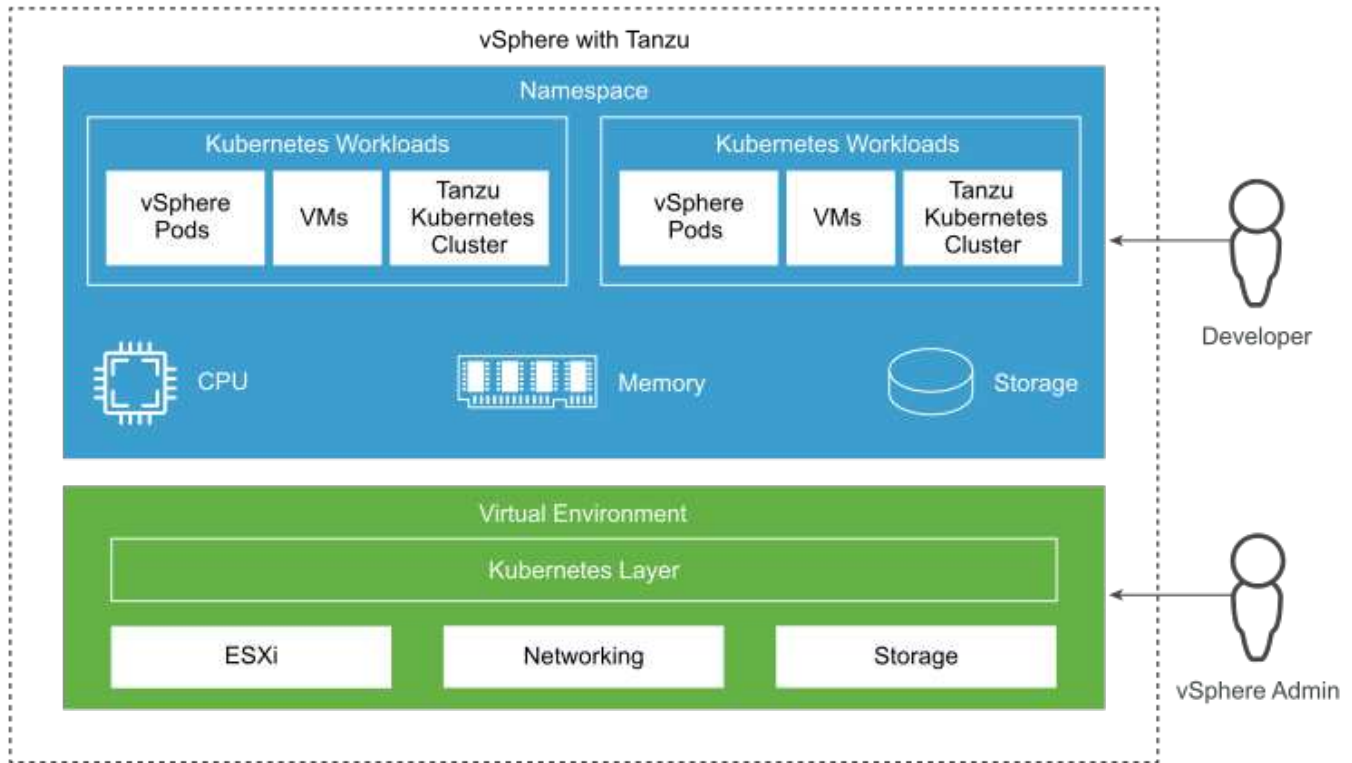 vSphere with Tanzu
Namespace
Kubernetes Workloads
vSphere
Pods
VMs
Tanzu
Kubernetes
Cluster
Kubernetes Workloads
vSphere
Pods
VMs
Tanzu
Kubernetes
Cluster
CPU
Memory
Storage
Developer
Virtual Environment
Kubernetes Layer
ESXi
Networking
Storage
vSphere Admin